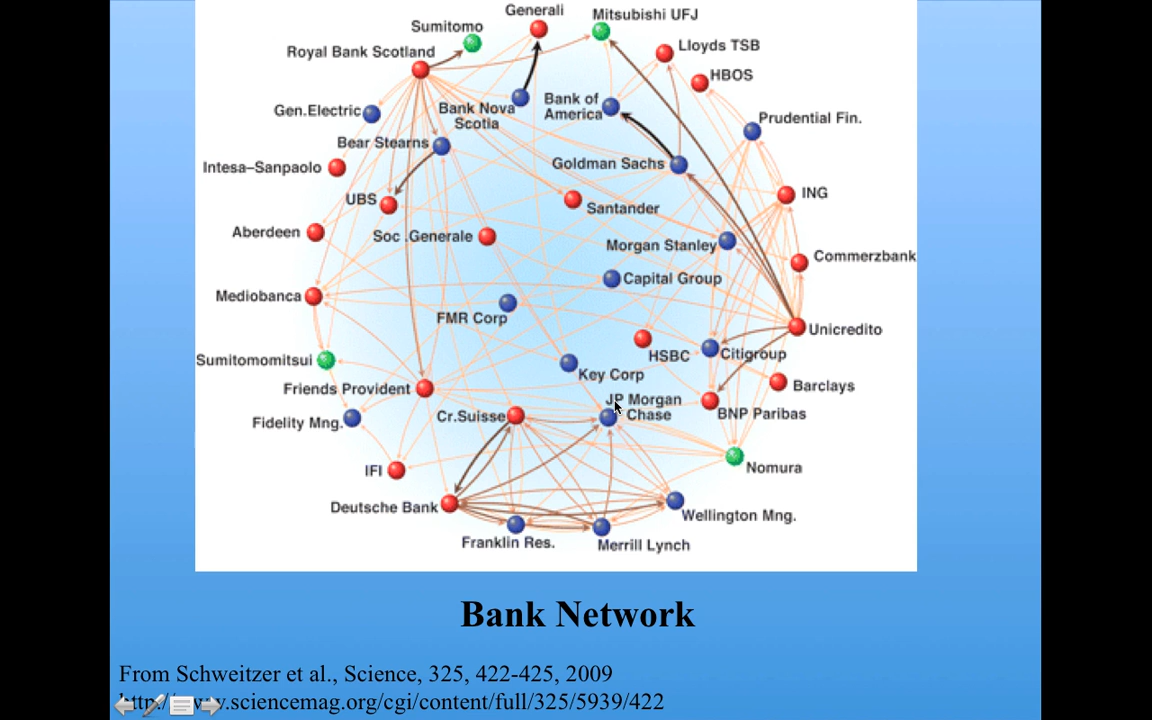 Generali
Mitsubishi UFJ
Sumitomo
Royal Bank Scotland
Lloyds TSB
HBOS
Gen.Electric
Bank Nova
Scotia
Bank of
America
Prudential Fin.
Bear Stearns
Goldman Sachs
Intesa–Sanpaolo
ING
UBS
Santander
Aberdeen
Soc .Generale
Morgan Stanley
Commerzbank
Capital Group
Mediobanca
FMR Corp
Unicredito
HSBC
Citigroup
Sumitomomitsui
Key Corp
Barclays
Friends Provident
JP Morgan
Chase
BNP Paribas
Fidelity Mng.
Cr.Suisse
IFI
Nomura
Deutsche Bank
Wellington Mng.
Franklin Res.
Merrill Lynch
Bank Network
From Schweitzer et al., Science, 325, 422-425, 2009
.sciencemag.org/cgi/content/full/325/5939/422